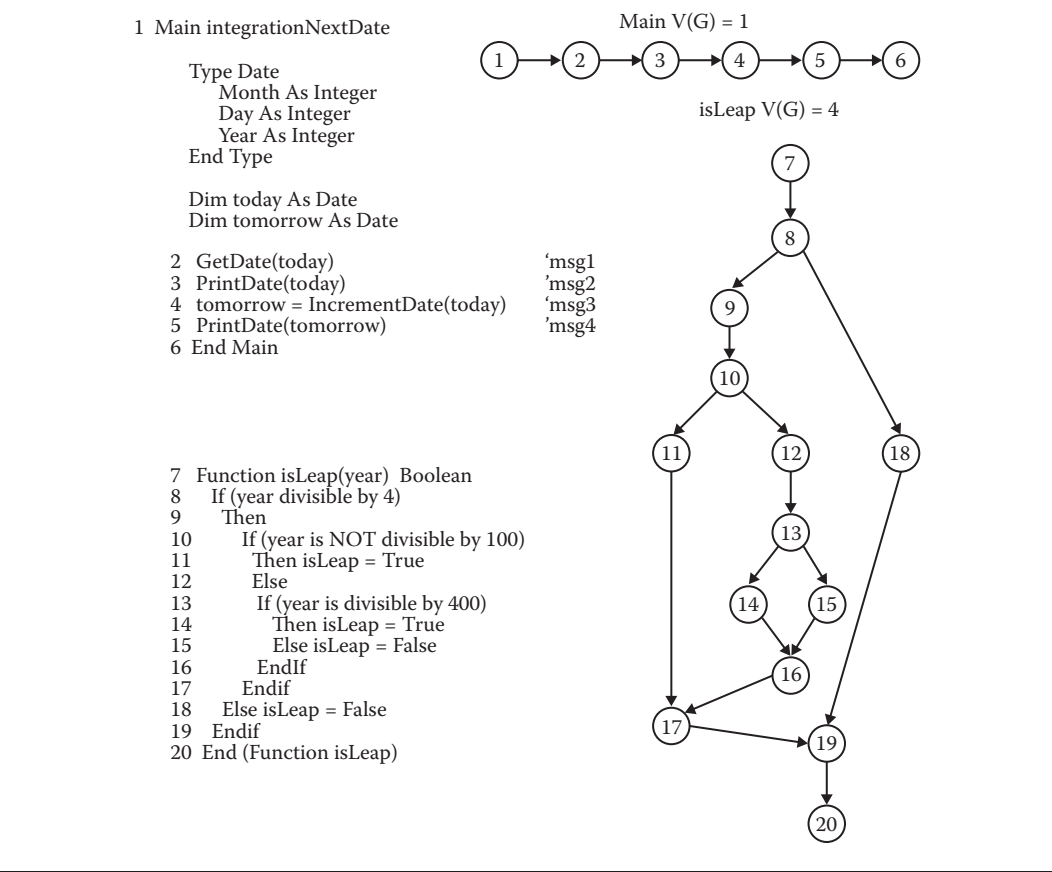 1 Main integrationNextDate
Type Date
Month As Integer
Day As Integer
Year As Integer
End Type
Dim today As Date
Dim tomorrow As Date
2 GetDate(today) ‘msg1
3 PrintDate(today) ’msg2
4 tomorrow = IncrementDate(today) ‘msg3
5 PrintDate(tomorrow) ’msg4
6 End Main
7 Function isLeap(year) Boolean
8 If (year divisible by 4)
9 Then
10 If (year is NOT divisible by 100)
11 Then isLeap = True
12 Else
13 If (year is divisible by 400)
14 Then isLeap = True
15 Else isLeap = False
16 EndIf
17 Endif
18 Else isLeap = False
19 Endif
20 End (Function isLeap)
Main V(G) = 1
1 2 3 4 5 6
isLeap V(G) = 4
7
8
9
10
11 12 18
13
14 15
16
17
19
20